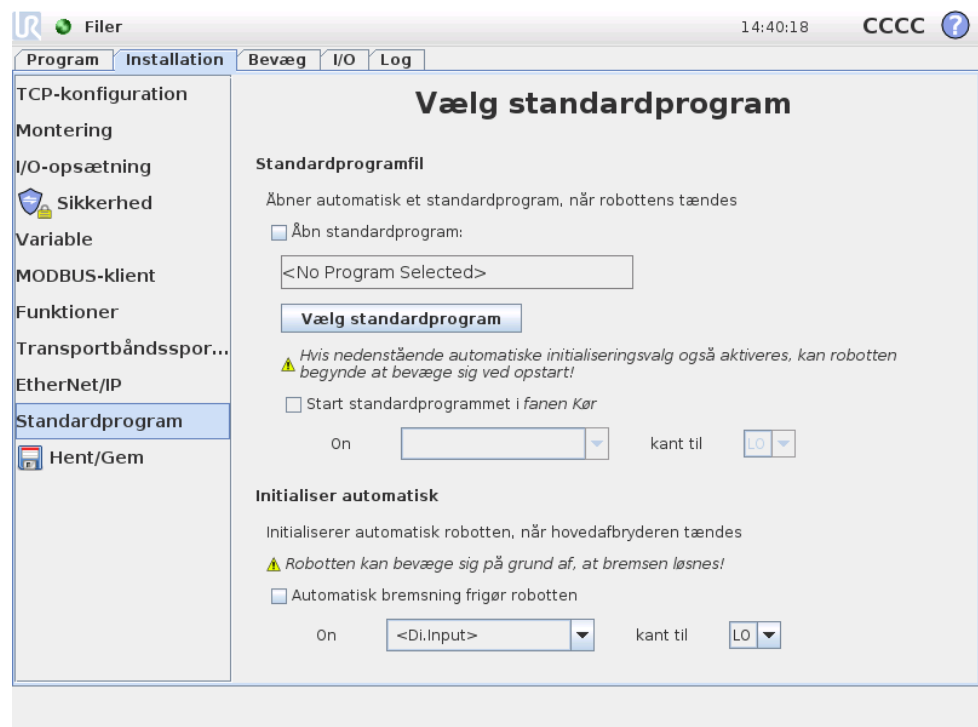 UR Filer 14:40:18 CCCC ?
Program Installation Bevæg I/O Log
TCP-konfiguration
Montering
I/O-opsætning
Sikkerhed
Variable
MODBUS-klient
Funktioner
Transportbåndsspor...
EtherNet/IP
Standardprogram
Hent/Gem
Vælg standardprogram
Standardprogramfil
Åbner automatisk et standardprogram, når robottens tændes
Åbn standardprogram:
<No Program Selected>
Vælg standardprogram
Hvis nedenstående automatiske initialiseringsvalg også aktiveres, kan robotten
begynde at bevæge sig ved opstart!
Start standardprogrammet i fanen Kør
On kant til LO
Initialiser automatisk
Initialiserer automatisk robotten, når hovedafbryderen tændes
Robotten kan bevæge sig på grund af, at bremsen løsnes!
Automatisk bremsning frigør robotten
On <Di.Input> kant til LO